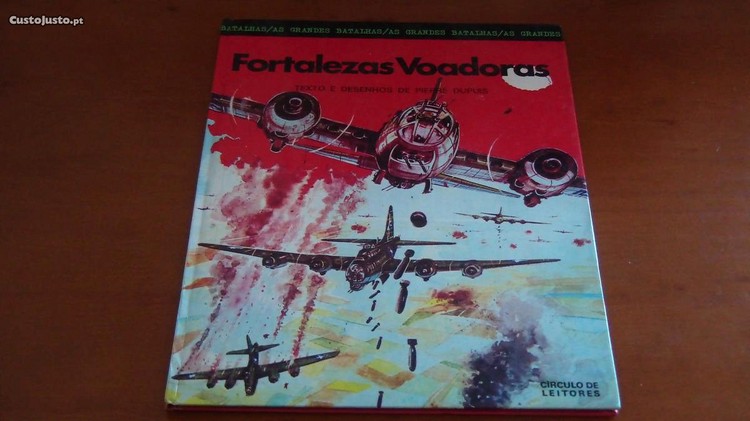 CustoJusto.pt
BATALHAS/AS GRANDES BATALHAS/AS GRANDES BATALHAS/AS GRANDES
Fortalezas Voadoras
TEXTO E DESENHOS DE PIERRE DUPUIS
CÍRCULO DE
LEITORES